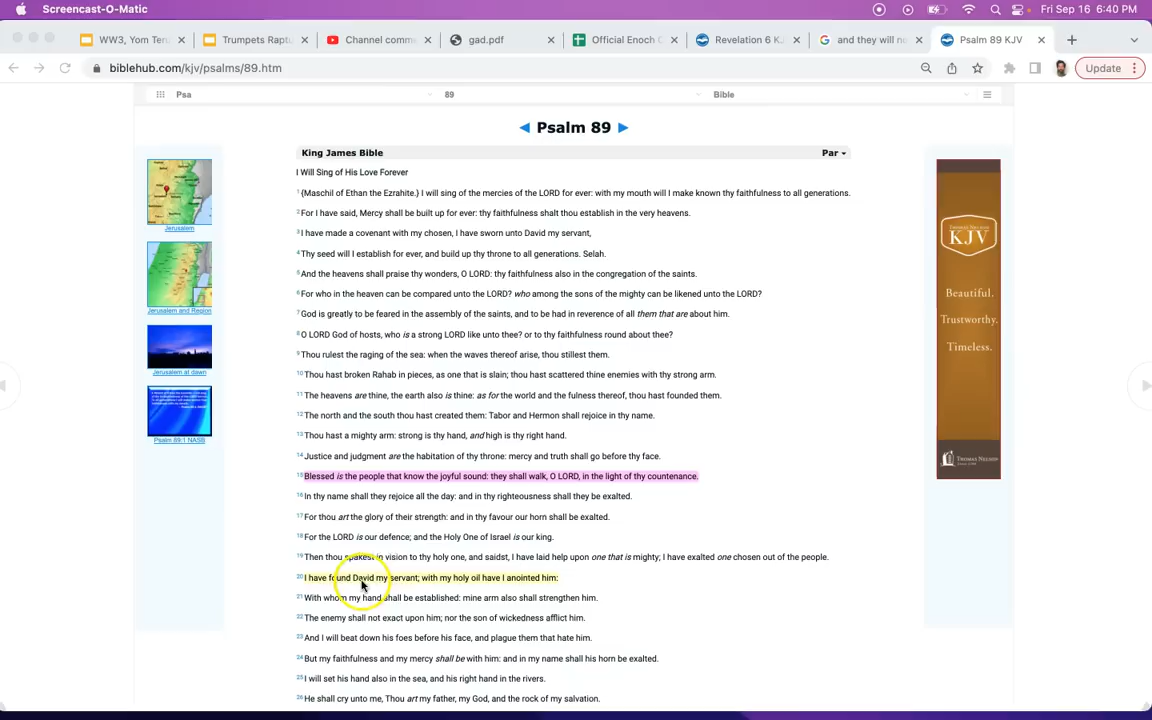 Screencast-O-Matic
Fri Sep 16 6:40 PM
WW3, Yom Teru
Trumpets Raptu
Channel comme
gad.pdf
Official Enoch C
Revelation 6 KJ
and they will no
Psalm 89 KJV
biblehub.com/kjv/psalms/89.htm
Update
Psa
89
Bible
Psalm 89
King James Bible
Par
I Will Sing of His Love Forever
1 {Maschil of Ethan the Ezrahite.} I will sing of the mercies of the LORD for ever: with my mouth will I make known thy faithfulness to all generations.
2 For I have said, Mercy shall be built up for ever: thy faithfulness shalt thou establish in the very heavens.
3 I have made a covenant with my chosen, I have sworn unto David my servant,
4 Thy seed will I establish for ever, and build up thy throne to all generations. Selah.
5 And the heavens shall praise thy wonders, O LORD: thy faithfulness also in the congregation of the saints.
6 For who in the heaven can be compared unto the LORD? who among the sons of the mighty can be likened unto the LORD?
7 God is greatly to be feared in the assembly of the saints, and to be had in reverence of all them that are about him.
8 O LORD God of hosts, who is a strong LORD like unto thee? or to thy faithfulness round about thee?
9 Thou rulest the raging of the sea: when the waves thereof arise, thou stillest them.
10 Thou hast broken Rahab in pieces, as one that is slain; thou hast scattered thine enemies with thy strong arm.
11 The heavens are thine, the earth also is thine: as for the world and the fulness thereof, thou hast founded them.
12 The north and the south thou hast created them: Tabor and Hermon shall rejoice in thy name.
13 Thou hast a mighty arm: strong is thy hand, and high is thy right hand.
14 Justice and judgment are the habitation of thy throne: mercy and truth shall go before thy face.
15 Blessed is the people that know the joyful sound: they shall walk, O LORD, in the light of thy countenance.
16 In thy name shall they rejoice all the day: and in thy righteousness shall they be exalted.
17 For thou art the glory of their strength: and in thy favour our horn shall be exalted.
18 For the LORD is our defence; and the Holy One of Israel is our king.
19 Then thou spakest in vision to thy holy one, and saidst, I have laid help upon one that is mighty; I have exalted one chosen out of the people.
20 I have found David my servant; with my holy oil have I anointed him:
21 With whom my hand shall be established: mine arm also shall strengthen him.
22 The enemy shall not exact upon him; nor the son of wickedness afflict him.
23 And I will beat down his foes before his face, and plague them that hate him.
24 But my faithfulness and my mercy shall be with him: and in my name shall his horn be exalted.
25 I will set his hand also in the sea, and his right hand in the rivers.
26 He shall cry unto me, Thou art my father, my God, and the rock of my salvation.
Jerusalem
Jerusalem and Region
Jerusalem at dawn
Psalm 89:1 NASB
KJV
Beautiful.
Trustworthy.
Timeless.
THOMAS NELSON